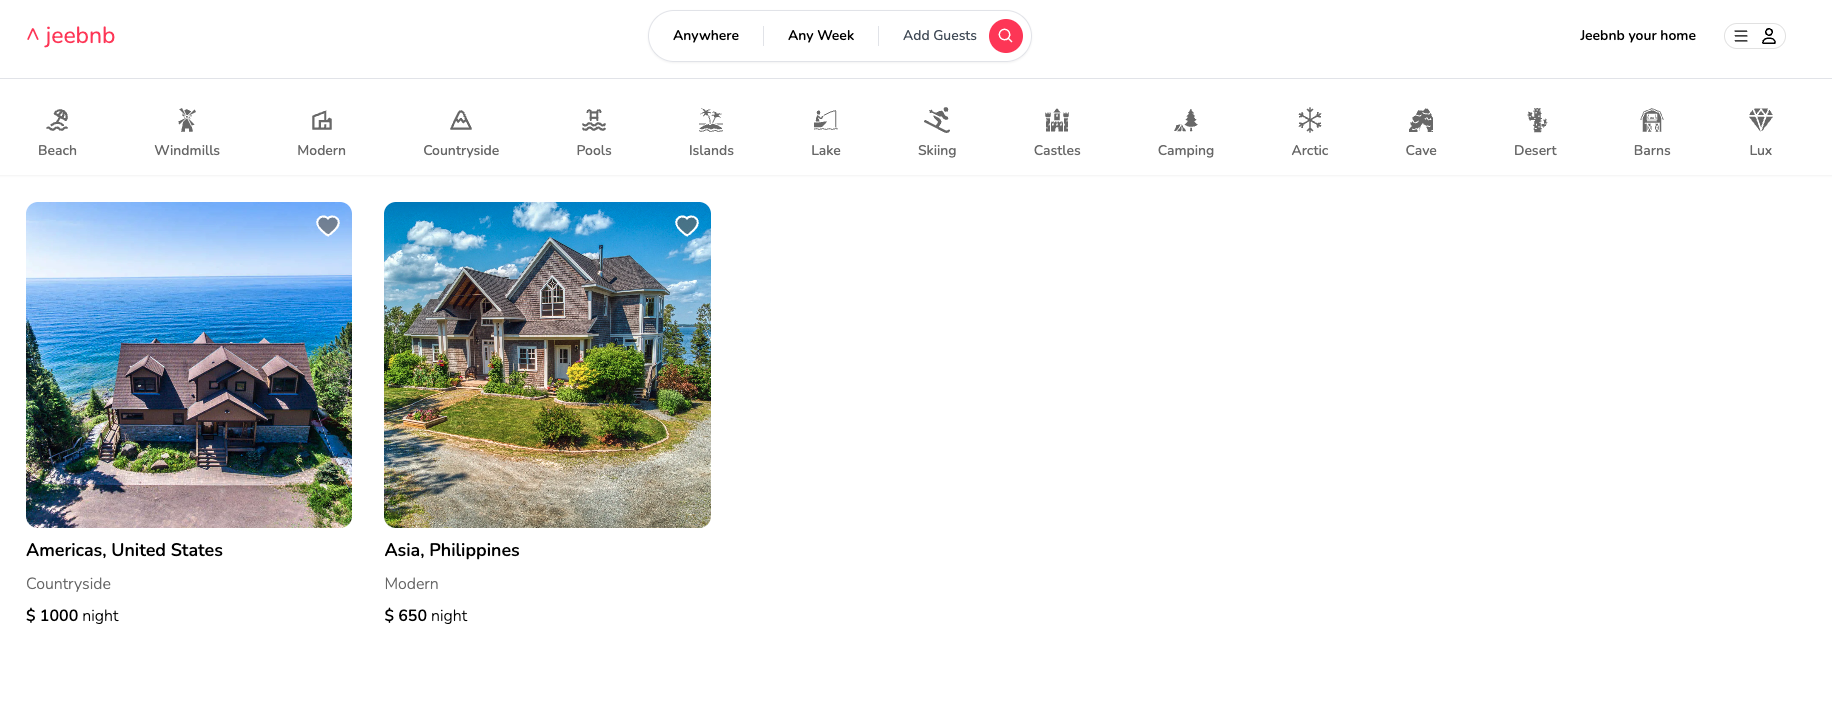 ^ jeebnb
Anywhere
Any Week
Add Guests
Jeebnb your home
Beach
Windmills
Modern
Countryside
Pools
Islands
Lake
Skiing
Castles
Camping
Arctic
Cave
Desert
Barns
Lux
Americas, United States
Countryside
$ 1000 night
Asia, Philippines
Modern
$ 650 night